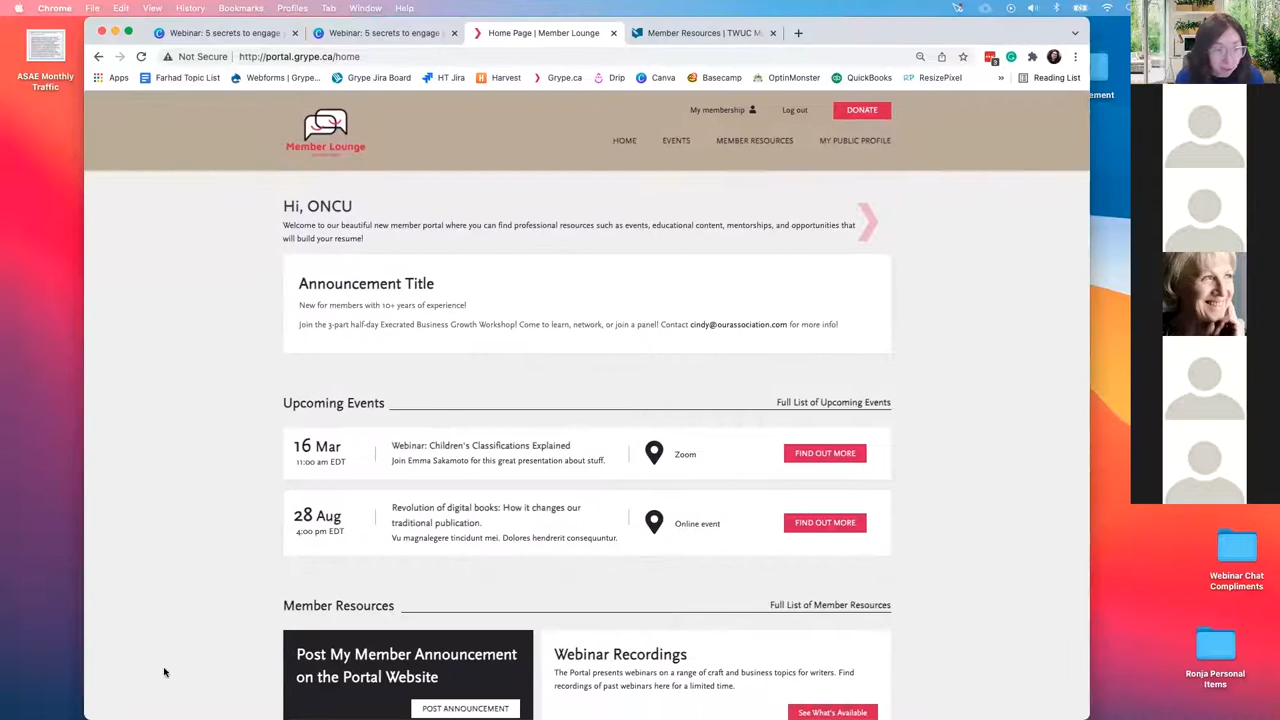 Chrome File Edit View History Bookmarks Profiles Tab Window Help
Webinar: 5 secrets to engage
Webinar: 5 secrets to engage
Home Page | Member Lounge
Member Resources | TWUC M
Not Secure http://portal.grype.ca/home
Apps Farhad Topic List Webforms | Grype... Grype Jira Board HT Jira Harvest Grype.ca Drip Canva Basecamp OptinMonster QuickBooks ResizePixel » Reading List
ASAE Monthly
Traffic
ement
My membership Log out DONATE
Member Lounge
HOME EVENTS MEMBER RESOURCES MY PUBLIC PROFILE
Hi, ONCU
Welcome to our beautiful new member portal where you can find professional resources such as events, educational content, mentorships, and opportunities that
will build your resume!
Announcement Title
New for members with 10+ years of experience!
Join the 3-part half-day Execrated Business Growth Workshop! Come to learn, network, or join a panel! Contact cindy@ourassociation.com for more info!
Upcoming Events
Full List of Upcoming Events
16 Mar
11:00 am EDT
Webinar: Children's Classifications Explained
Join Emma Sakamoto for this great presentation about stuff.
Zoom
FIND OUT MORE
28 Aug
4:00 pm EDT
Revolution of digital books: How it changes our
traditional publication.
Vu magnalegere tincidunt mei. Dolores hendrerit consequuntur.
Online event
FIND OUT MORE
Member Resources
Full List of Member Resources
Post My Member Announcement
on the Portal Website
POST ANNOUNCEMENT
Webinar Recordings
The Portal presents webinars on a range of craft and business topics for writers. Find
recordings of past webinars here for a limited time.
See What's Available
Webinar Chat
Compliments
Ronja Personal
Items